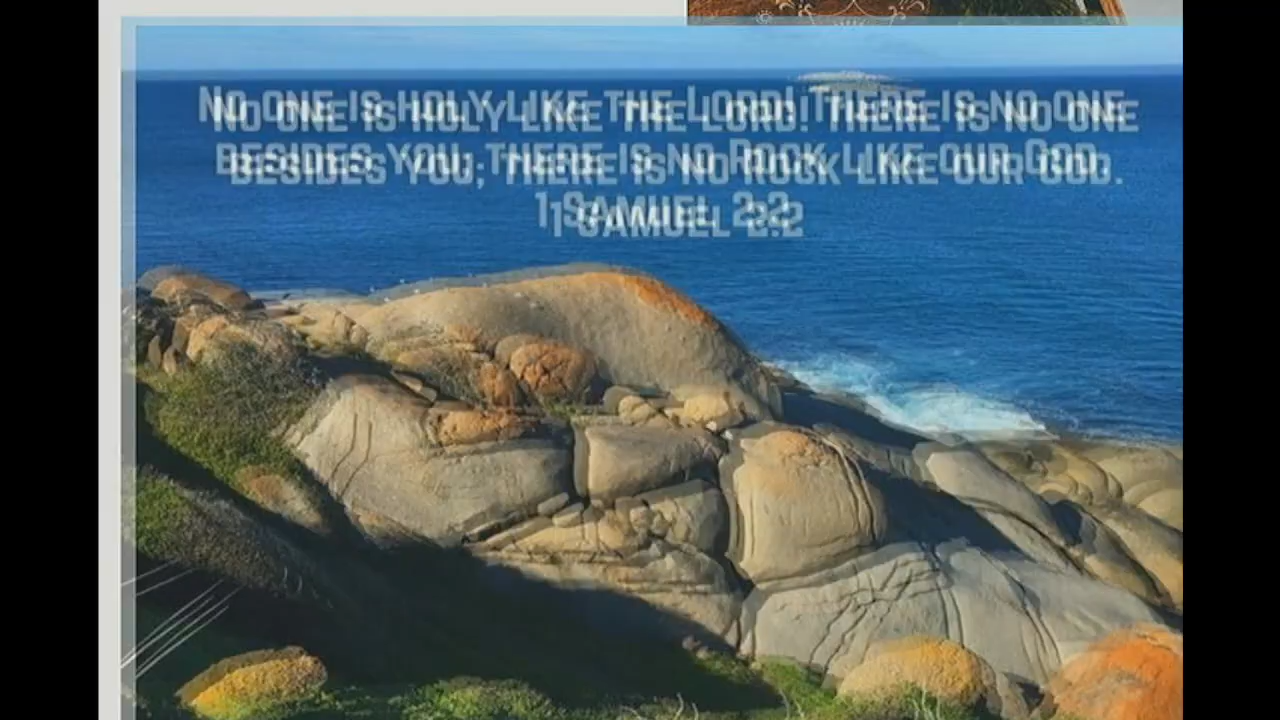 No one is holy like the Lord! There is no one
besides You; there is no Rock like our God.
1 Samuel 2:2